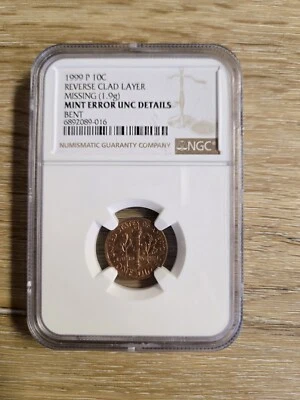 1999 P 10C
REVERSE CLAD LAYER
MISSING (1.9g)
MINT ERROR UNC DETAILS
BENT
6892089-016
NUMISMATIC GUARANTY COMPANY
NGC